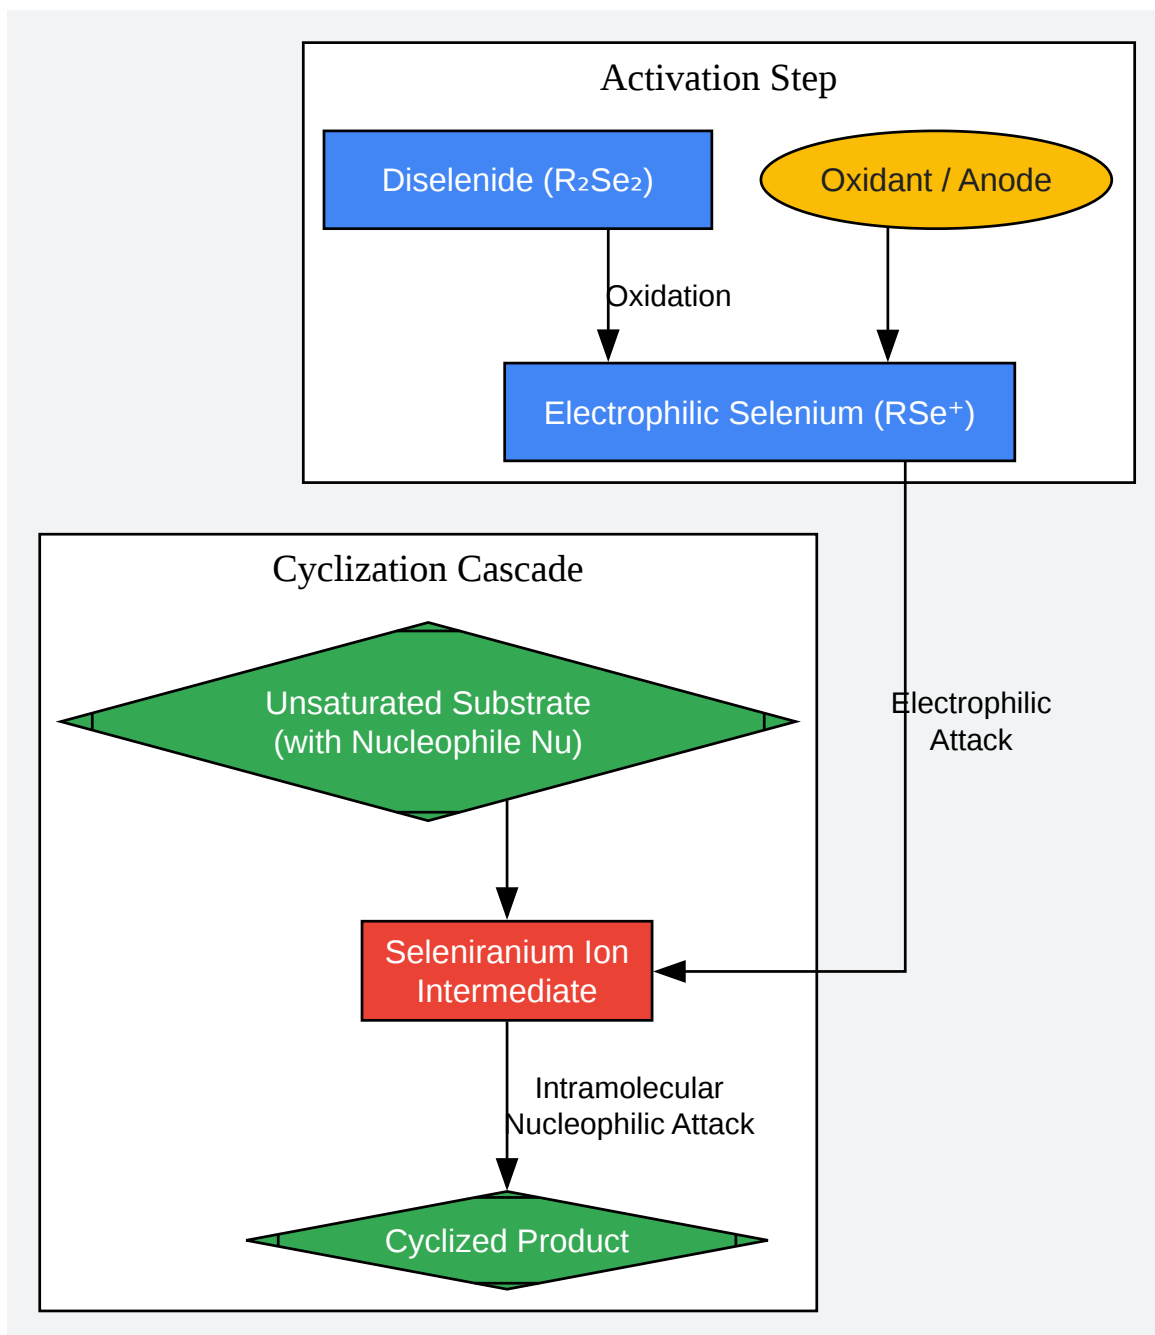 Activation Step
Diselenide (R₂Se₂)
Oxidant / Anode
Oxidation
Electrophilic Selenium (RSe⁺)
Cyclization Cascade
Unsaturated Substrate
(with Nucleophile Nu)
Electrophilic
Attack
Seleniranium Ion
Intermediate
Intramolecular
Nucleophilic Attack
Cyclized Product